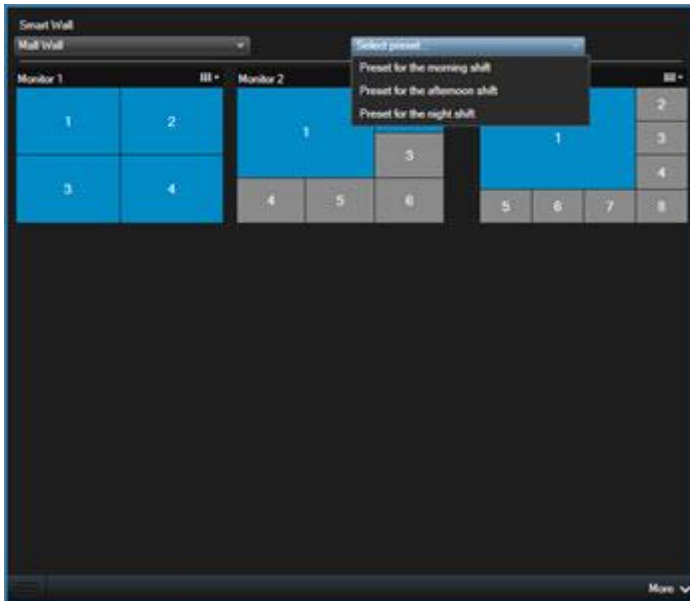 Smart Wall
Mall Wall
Select preset...
Preset for the morning shift
Preset for the afternoon shift
Preset for the night shift
Monitor 1
Monitor 2
1 2
3 4
1
3
4 5 6
1
2
3
4
5 6 7 8
More